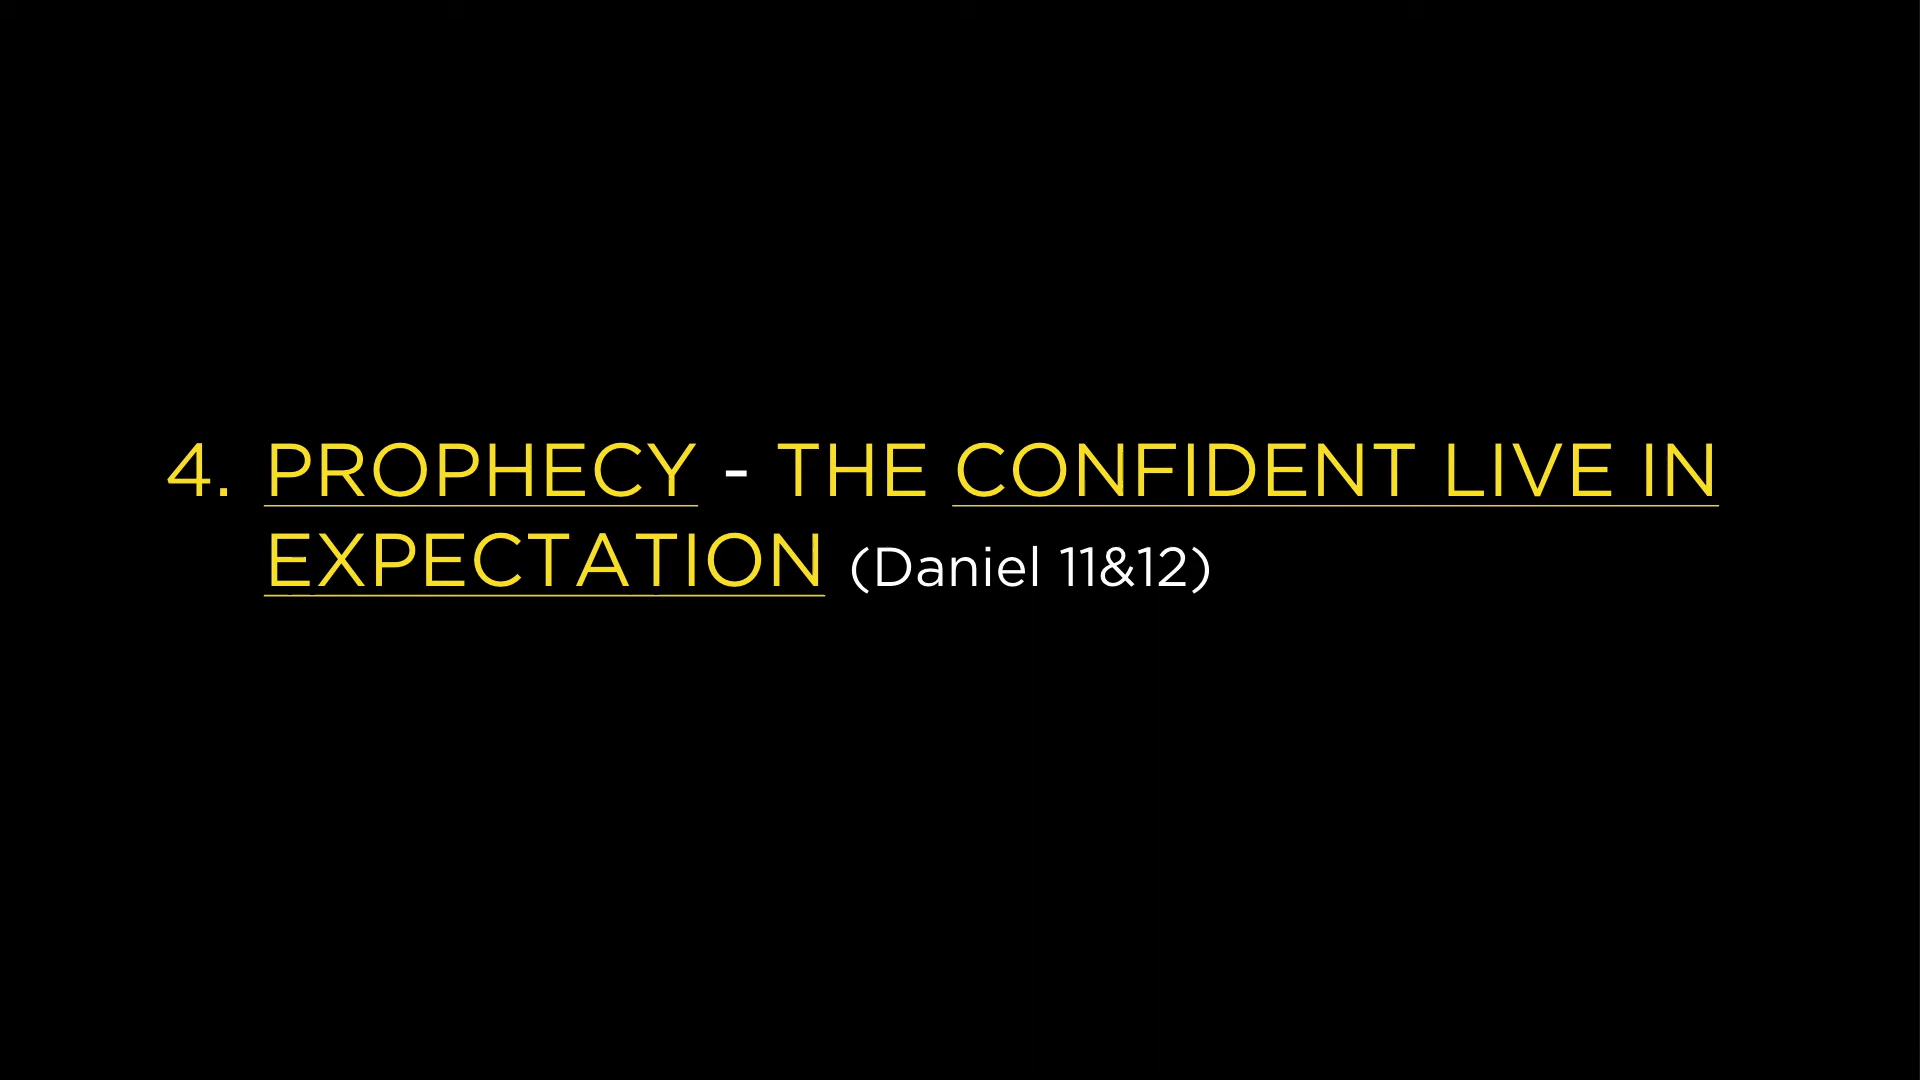 4. PROPHECY - THE CONFIDENT LIVE IN
EXPECTATION (Daniel 11&12)